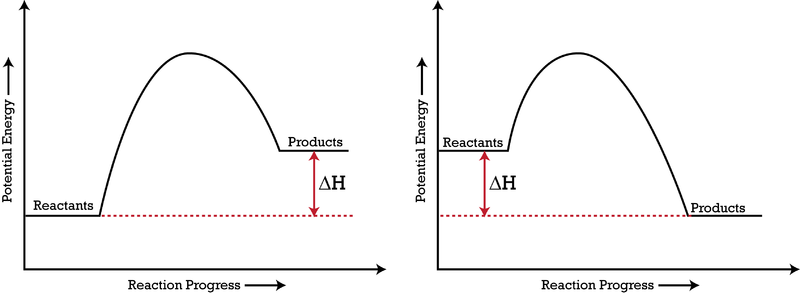 Potential Energy
Reactants
Products
ΔH
Reaction Progress
Potential Energy
Reactants
ΔH
Products
Reaction Progress